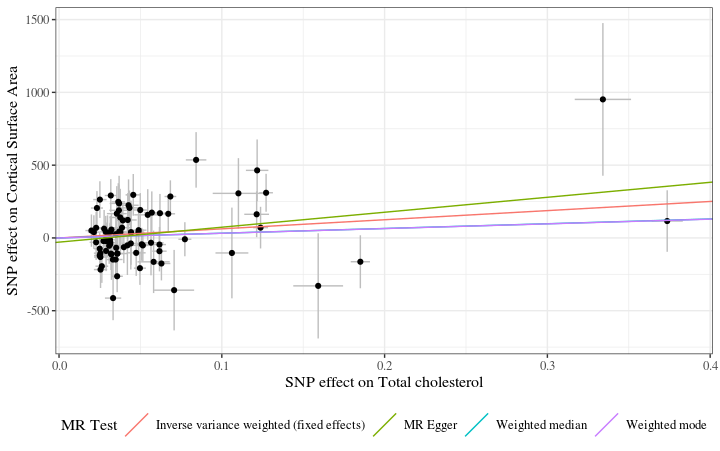 1500
1000
500
0
-500
SNP effect on Cortical Surface Area
0.0 0.1 0.2 0.3 0.4
SNP effect on Total cholesterol
MR Test Inverse variance weighted (fixed effects) MR Egger Weighted median Weighted mode